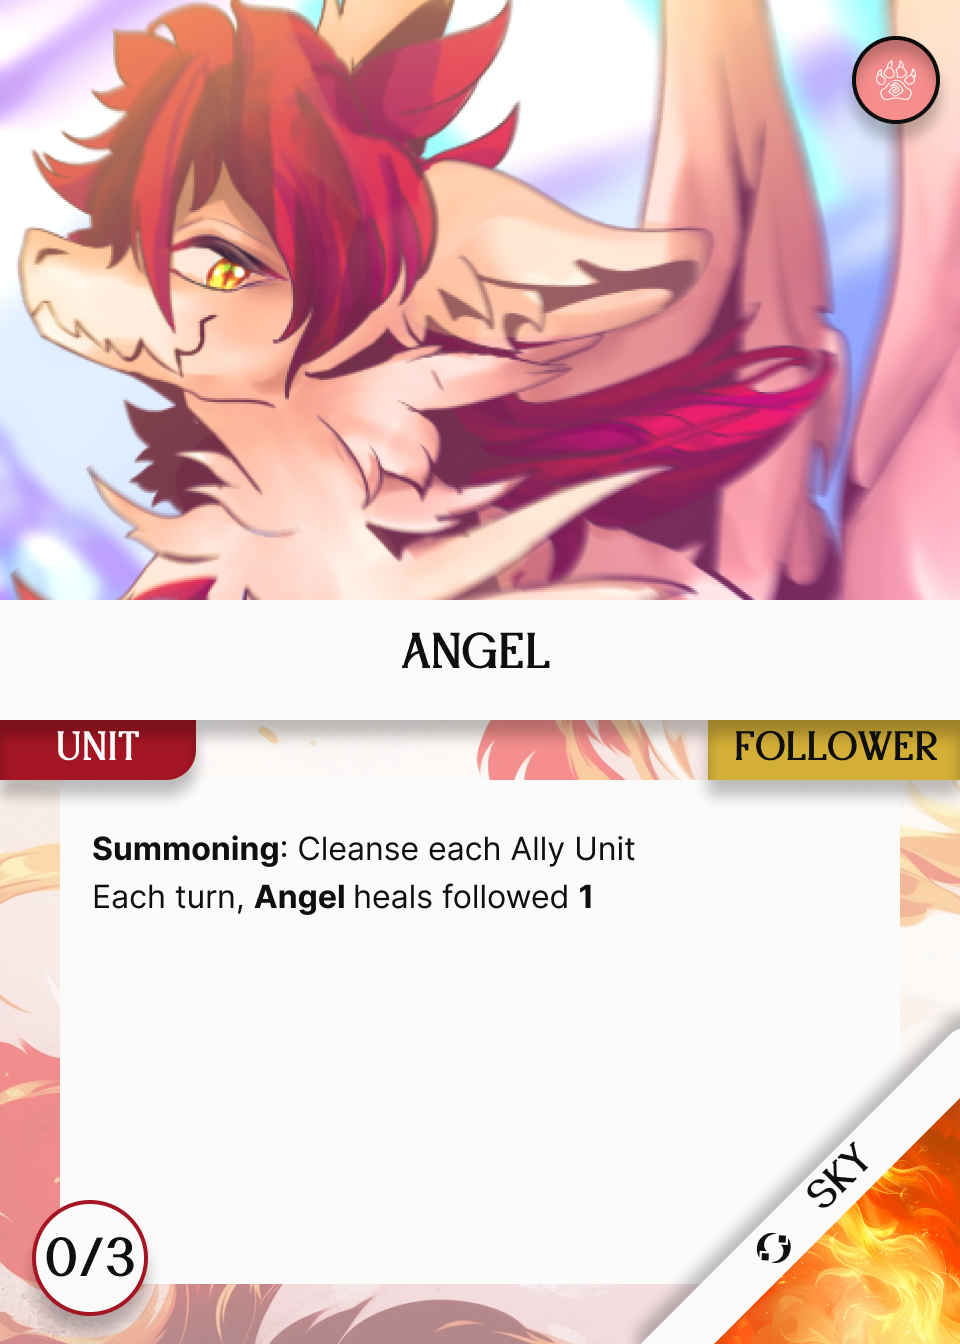 ANGEL
UNIT
FOLLOWER
Summoning: Cleanse each Ally Unit
Each turn, Angel heals followed 1
SKY
0/3